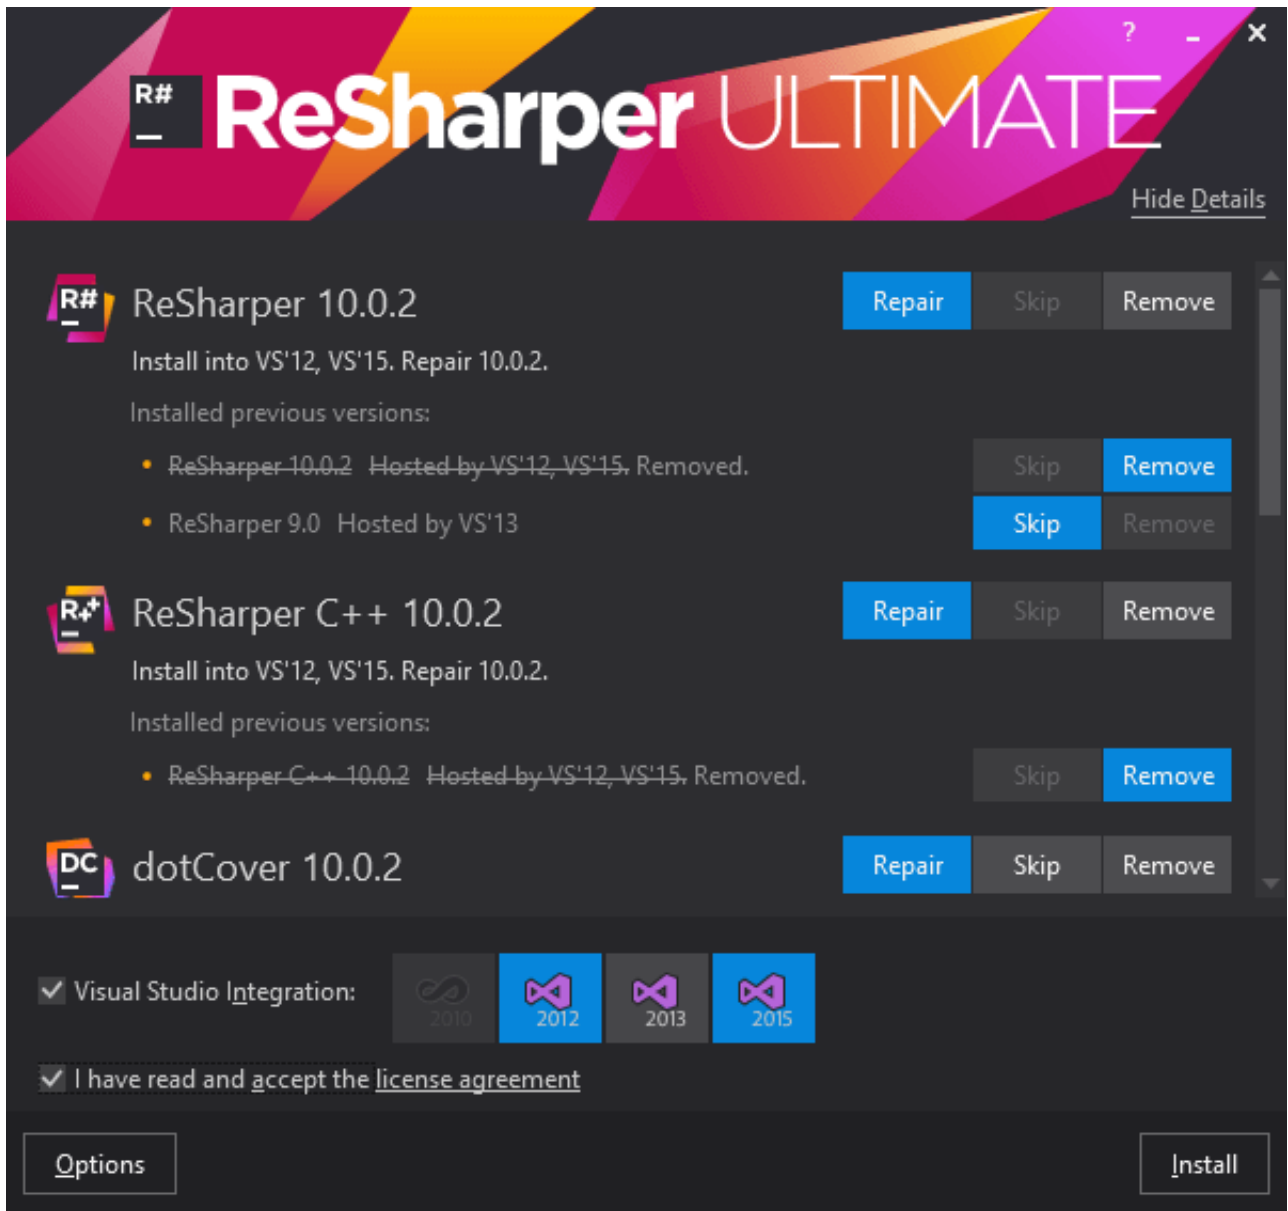 ? _ ×
R# ReSharper ULTIMATE
Hide Details
R# ReSharper 10.0.2 Repair Skip Remove
Install into VS'12, VS'15. Repair 10.0.2.
Installed previous versions:
• ReSharper 10.0.2 Hosted by VS'12, VS'15. Removed. Skip Remove
• ReSharper 9.0 Hosted by VS'13 Skip Remove
R++ ReSharper C++ 10.0.2 Repair Skip Remove
Install into VS'12, VS'15. Repair 10.0.2.
Installed previous versions:
• ReSharper C++ 10.0.2 Hosted by VS'12, VS'15. Removed. Skip Remove
DC dotCover 10.0.2 Repair Skip Remove
Visual Studio Integration: 2010 2012 2013 2015
I have read and accept the license agreement
Options Install